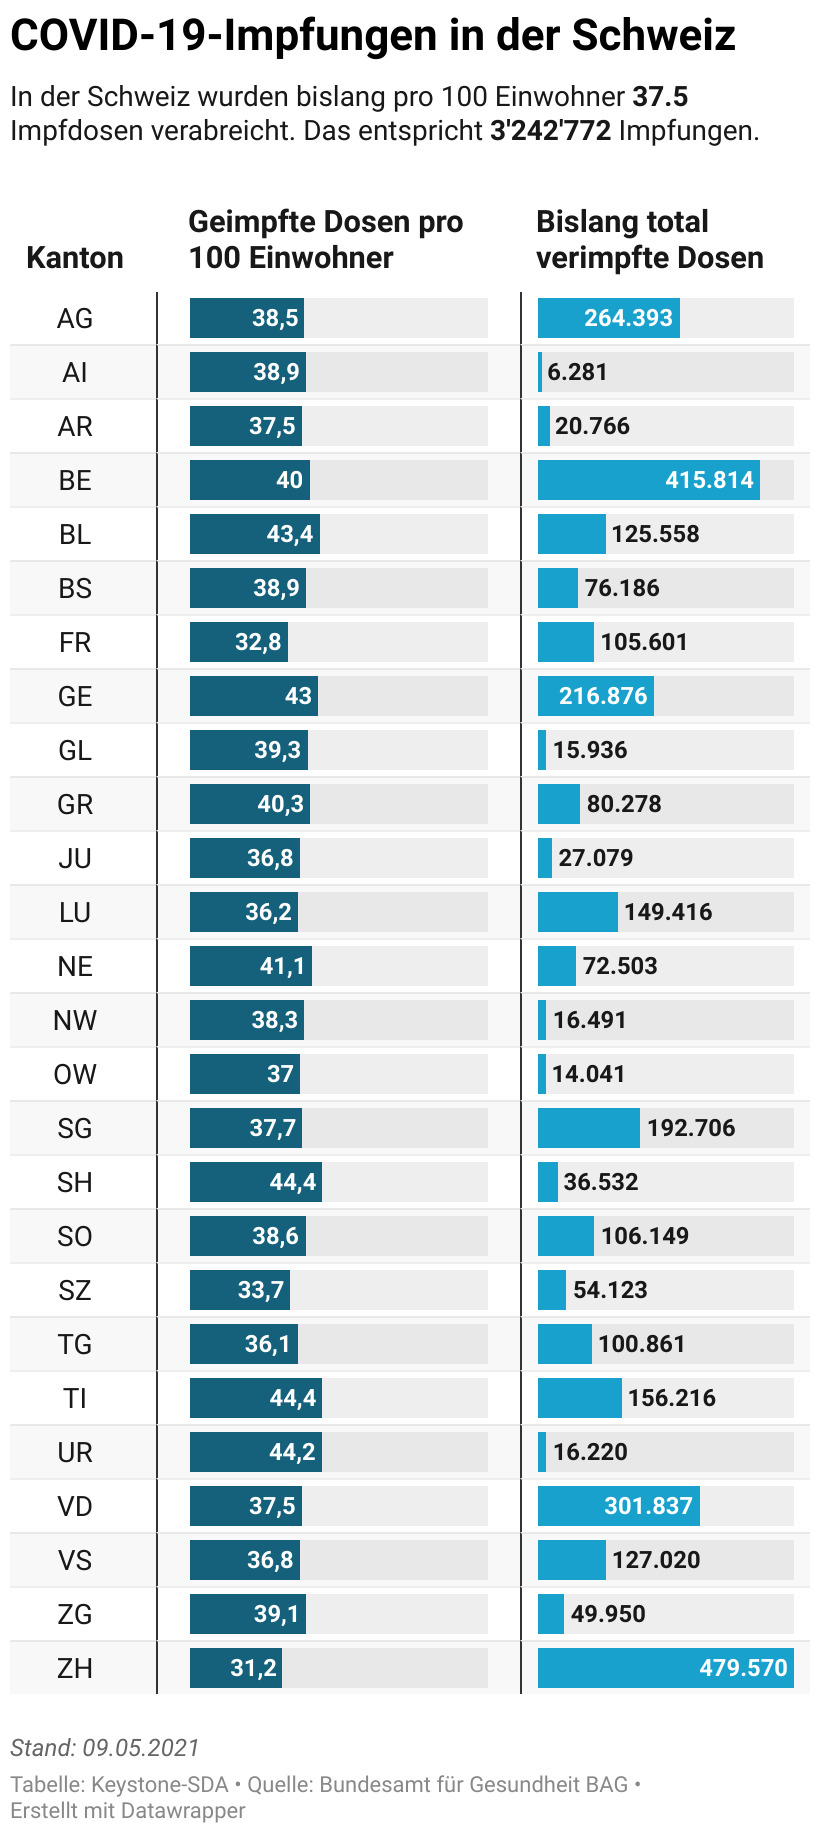 COVID-19-Impfungen in der Schweiz
In der Schweiz wurden bislang pro 100 Einwohner 37.5
Impfdosen verabreicht. Das entspricht 3'242'772 Impfungen.
Kanton Geimpfte Dosen pro 100 Einwohner Bislang total verimpfte Dosen
AG 38,5 264.393
AI 38,9 6.281
AR 37,5 20.766
BE 40 415.814
BL 43,4 125.558
BS 38,9 76.186
FR 32,8 105.601
GE 43 216.876
GL 39,3 15.936
GR 40,3 80.278
JU 36,8 27.079
LU 36,2 149.416
NE 41,1 72.503
NW 38,3 16.491
OW 37 14.041
SG 37,7 192.706
SH 44,4 36.532
SO 38,6 106.149
SZ 33,7 54.123
TG 36,1 100.861
TI 44,4 156.216
UR 44,2 16.220
VD 37,5 301.837
VS 36,8 127.020
ZG 39,1 49.950
ZH 31,2 479.570
Stand: 09.05.2021
Tabelle: Keystone-SDA • Quelle: Bundesamt für Gesundheit BAG •
Erstellt mit Datawrapper